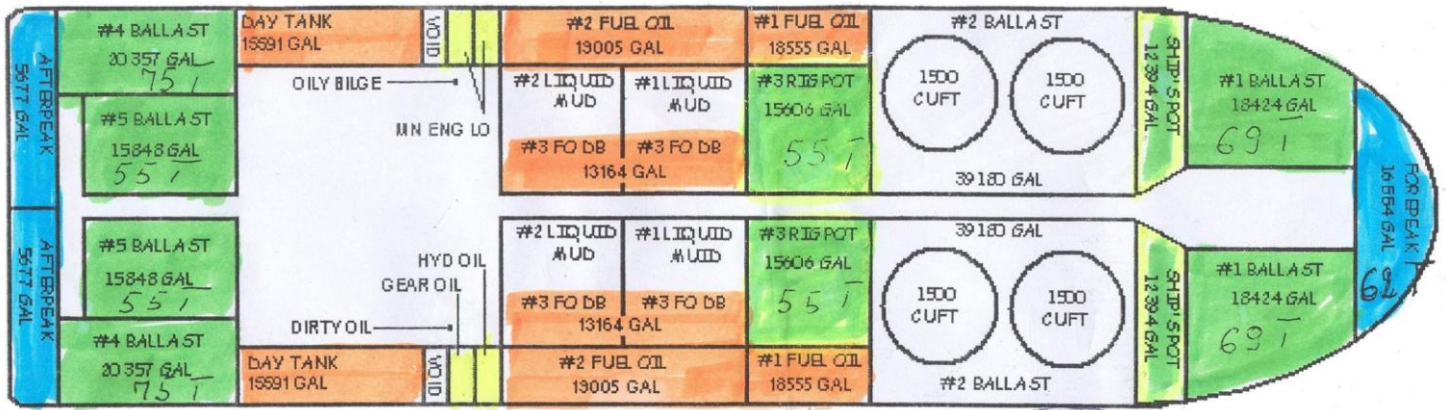 AFTERPEAK
5677 GAL
#4 BALLAST
20357 GAL
75 T
#5 BALLAST
15848 GAL
55 T
DAY TANK
15591 GAL
VOID
OILY BILGE
MN ENG LO
#2 FUEL OIL
19005 GAL
#2 LIQUID
MUD
#1 LIQUID
MUD
#3 FO DB
#3 FO DB
13164 GAL
#1 FUEL OIL
18555 GAL
#3 RIG POT
15606 GAL
55 T
#2 BALLAST
1500
CUFT
1500
CUFT
39180 GAL
SHIP'S POT
12394 GAL
#1 BALLAST
18424 GAL
69 T
FOREPEAK
16554 GAL
62 T
AFTERPEAK
5677 GAL
#5 BALLAST
15848 GAL
55 T
#4 BALLAST
20357 GAL
75 T
HYD OIL
GEAR OIL
DIRTY OIL
DAY TANK
15591 GAL
VOID
#2 LIQUID
MUD
#1 LIQUID
MUD
#3 FO DB
#3 FO DB
13164 GAL
#2 FUEL OIL
19005 GAL
#3 RIG POT
15606 GAL
55 T
#1 FUEL OIL
18555 GAL
39180 GAL
1500
CUFT
1500
CUFT
#2 BALLAST
SHIP'S POT
12394 GAL
#1 BALLAST
18424 GAL
69 T